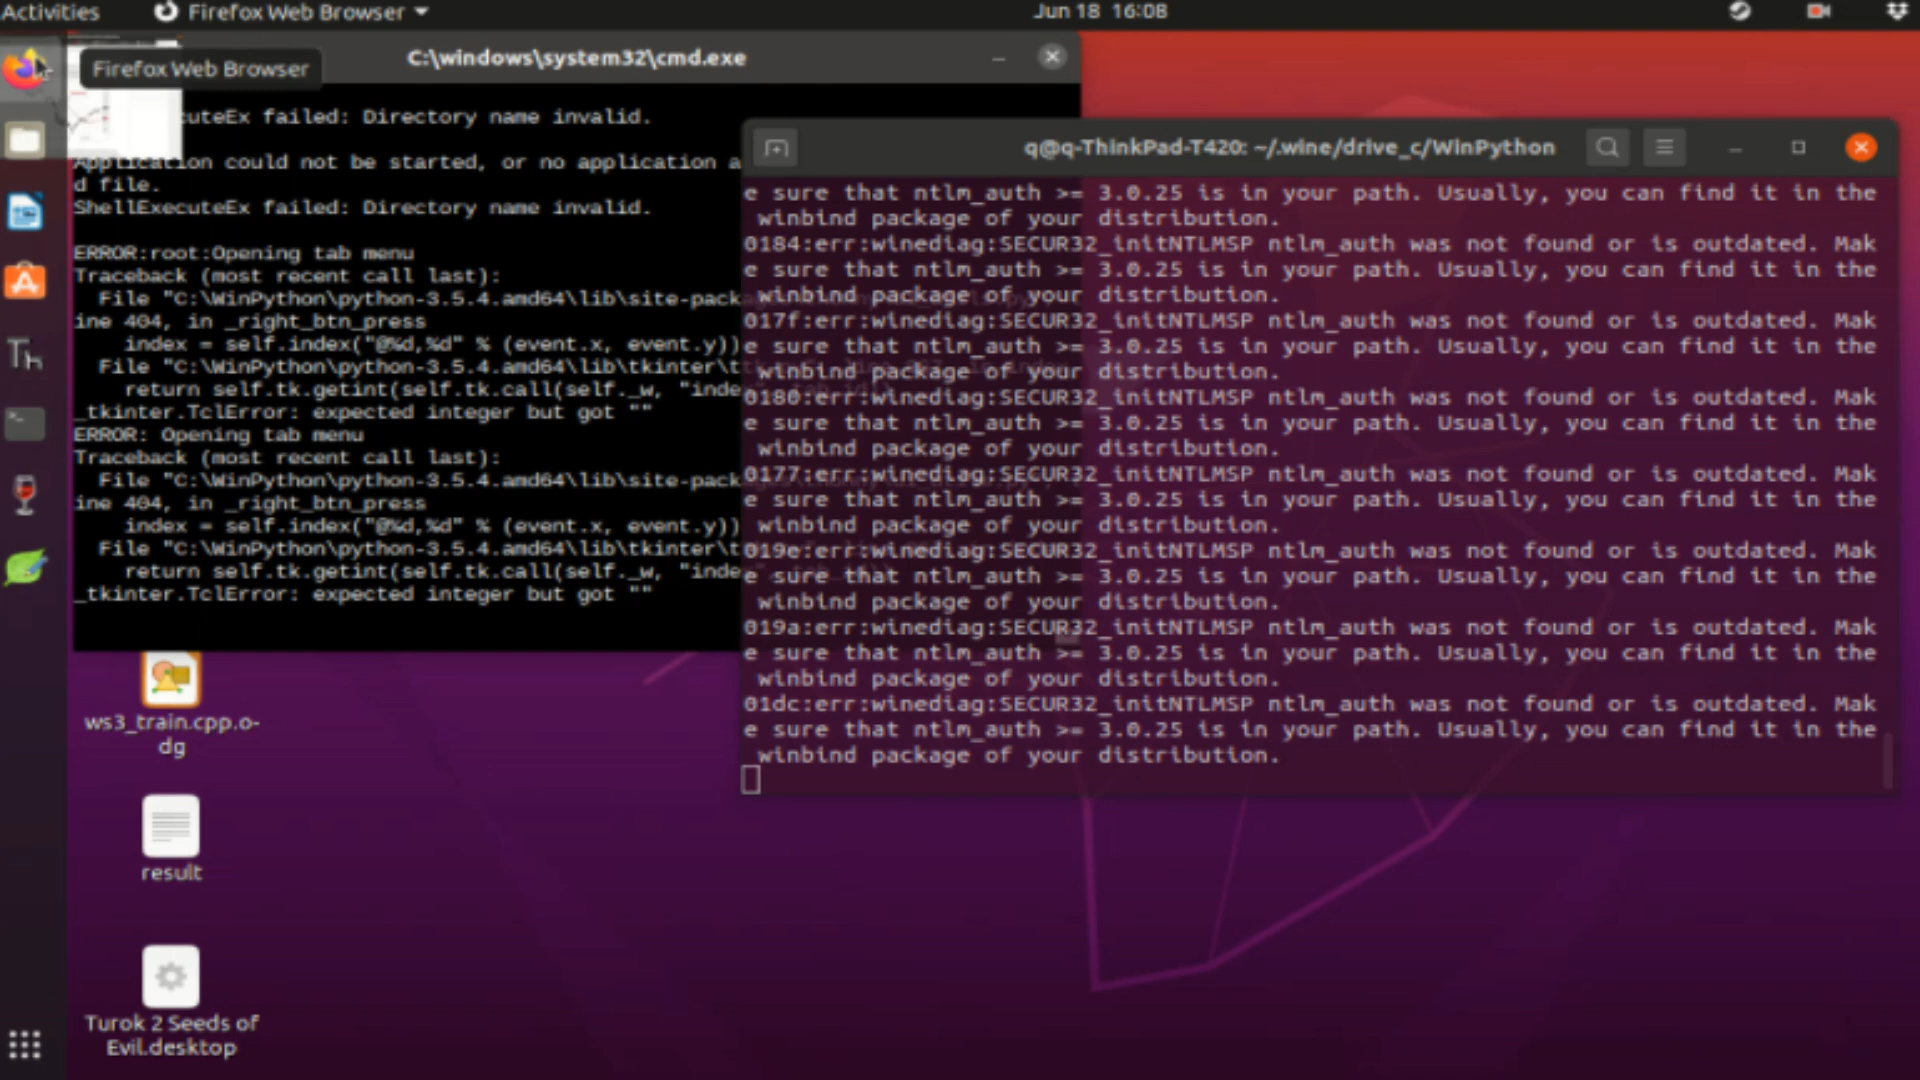 Activities
Firefox Web Browser
Jun 18 16:08
Firefox Web Browser
C:\windows\system32\cmd.exe
cuteEx failed: Directory name invalid.
Application could not be started, or no application a
d file.
ShellExecuteEx failed: Directory name invalid.
ERROR:root:Opening tab menu
Traceback (most recent call last):
File "C:\WinPython\python-3.5.4.amd64\lib\site-pack
ine 404, in _right_btn_press
index = self.index("@%d,%d" % (event.x, event.y))
File "C:\WinPython\python-3.5.4.amd64\lib\tkinter\t
return self.tk.getint(self.tk.call(self._w, "inde
_tkinter.TclError: expected integer but got ""
ERROR: Opening tab menu
Traceback (most recent call last):
File "C:\WinPython\python-3.5.4.amd64\lib\site-pack
ine 404, in _right_btn_press
index = self.index("@%d,%d" % (event.x, event.y))
File "C:\WinPython\python-3.5.4.amd64\lib\tkinter\t
return self.tk.getint(self.tk.call(self._w, "inde
_tkinter.TclError: expected integer but got ""
q@q-ThinkPad-T420: ~/.wine/drive_c/WinPython
e sure that ntlm_auth >= 3.0.25 is in your path. Usually, you can find it in the
winbind package of your distribution.
0184:err:winediag:SECUR32_initNTLMSP ntlm_auth was not found or is outdated. Mak
e sure that ntlm_auth >= 3.0.25 is in your path. Usually, you can find it in the
winbind package of your distribution.
017f:err:winediag:SECUR32_initNTLMSP ntlm_auth was not found or is outdated. Mak
e sure that ntlm_auth >= 3.0.25 is in your path. Usually, you can find it in the
winbind package of your distribution.
0180:err:winediag:SECUR32_initNTLMSP ntlm_auth was not found or is outdated. Mak
e sure that ntlm_auth >= 3.0.25 is in your path. Usually, you can find it in the
winbind package of your distribution.
0177:err:winediag:SECUR32_initNTLMSP ntlm_auth was not found or is outdated. Mak
e sure that ntlm_auth >= 3.0.25 is in your path. Usually, you can find it in the
winbind package of your distribution.
019e:err:winediag:SECUR32_initNTLMSP ntlm_auth was not found or is outdated. Mak
e sure that ntlm_auth >= 3.0.25 is in your path. Usually, you can find it in the
winbind package of your distribution.
019a:err:winediag:SECUR32_initNTLMSP ntlm_auth was not found or is outdated. Mak
e sure that ntlm_auth >= 3.0.25 is in your path. Usually, you can find it in the
winbind package of your distribution.
01dc:err:winediag:SECUR32_initNTLMSP ntlm_auth was not found or is outdated. Mak
e sure that ntlm_auth >= 3.0.25 is in your path. Usually, you can find it in the
winbind package of your distribution.
ws3_train.cpp.o-
dg
result
Turok 2 Seeds of
Evil.desktop